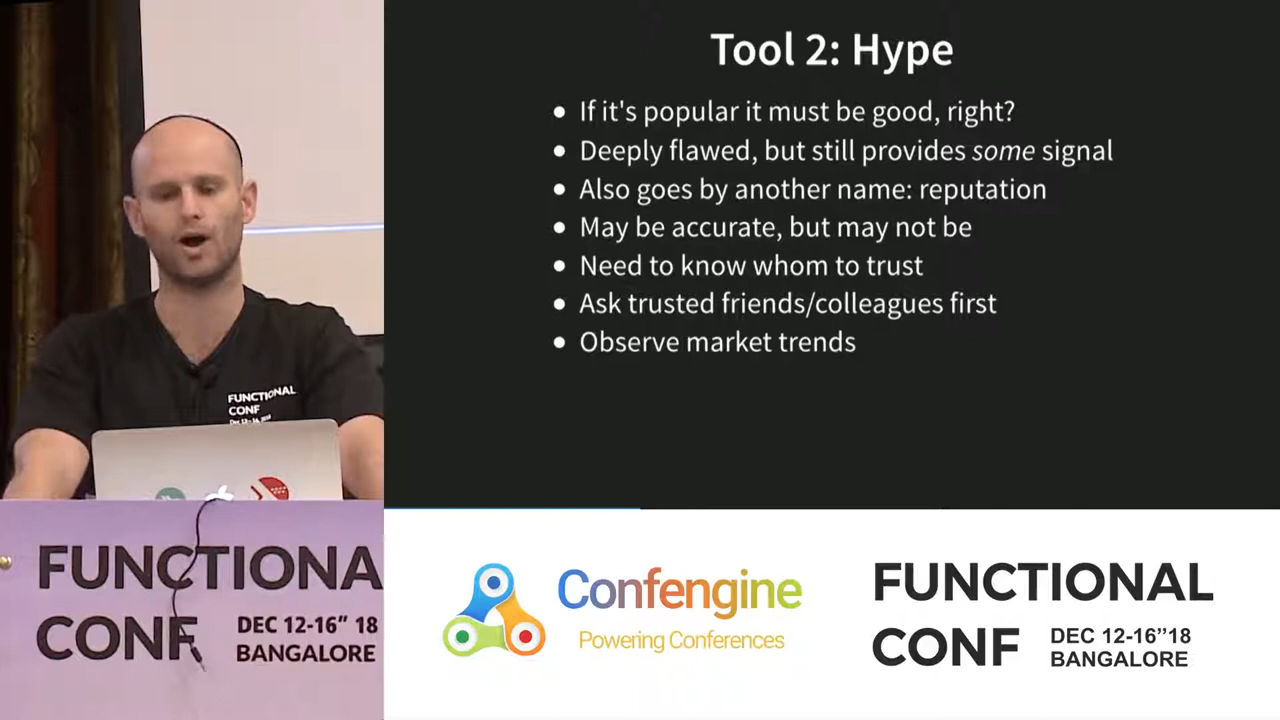 Tool 2: Hype
If it's popular it must be good, right?
Deeply flawed, but still provides some signal
Also goes by another name: reputation
May be accurate, but may not be
Need to know whom to trust
Ask trusted friends/colleagues first
Observe market trends
FUNCTIONAL
CONF
FUNCTIONA
CONF
DEC 12-16” 18
BANGALORE
Confengine
Powering Conferences
FUNCTIONAL
CONF
DEC 12-16”18
BANGALORE